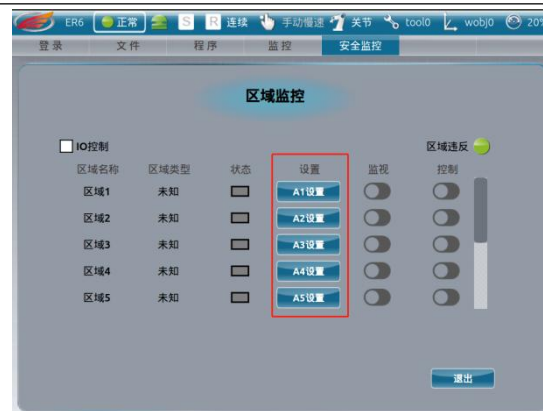 ER6 正常 S R 连续 手动慢速 关节 tool0 wobj0 20%
登录 文件 程序 监控 安全监控
区域监控
IO控制 区域违反
区域名称 区域类型 状态 设置 监视 控制
区域1 未知 A1设置
区域2 未知 A2设置
区域3 未知 A3设置
区域4 未知 A4设置
区域5 未知 A5设置
退出